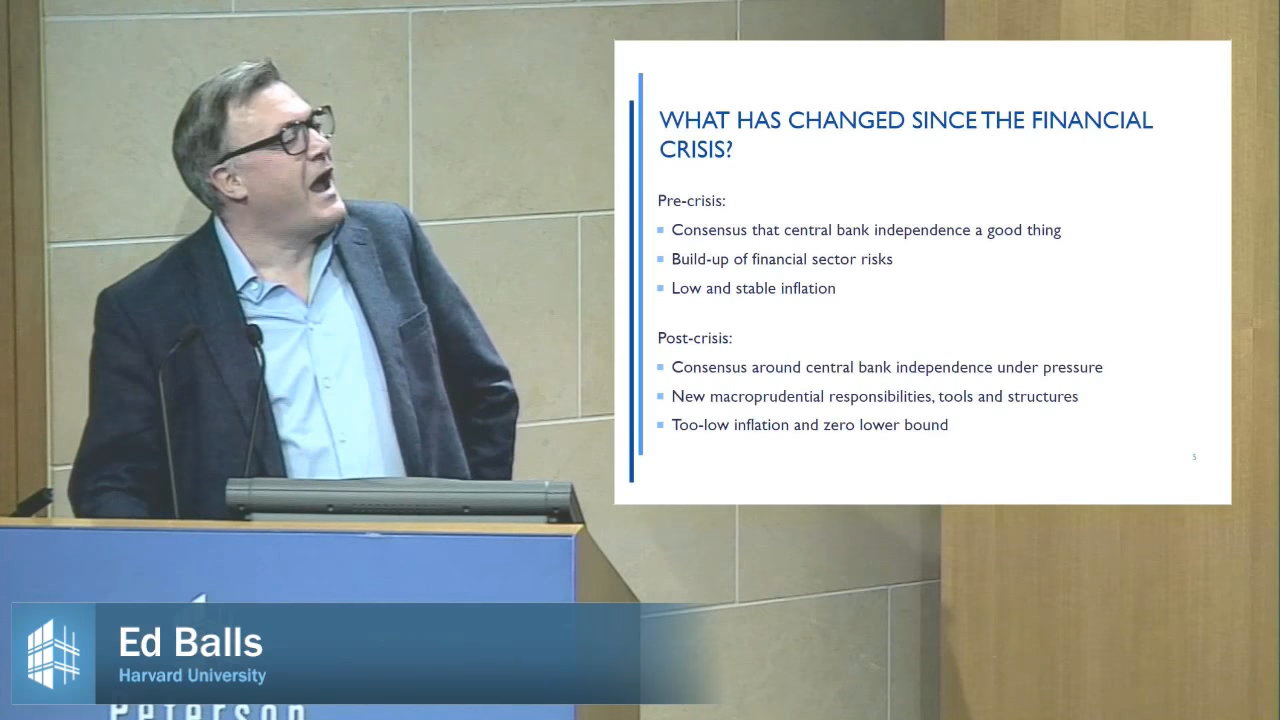 WHAT HAS CHANGED SINCE THE FINANCIAL
CRISIS?
Pre-crisis:
Consensus that central bank independence a good thing
Build-up of financial sector risks
Low and stable inflation
Post-crisis:
Consensus around central bank independence under pressure
New macroprudential responsibilities, tools and structures
Too-low inflation and zero lower bound
5
Ed Balls
Harvard University
Peterson